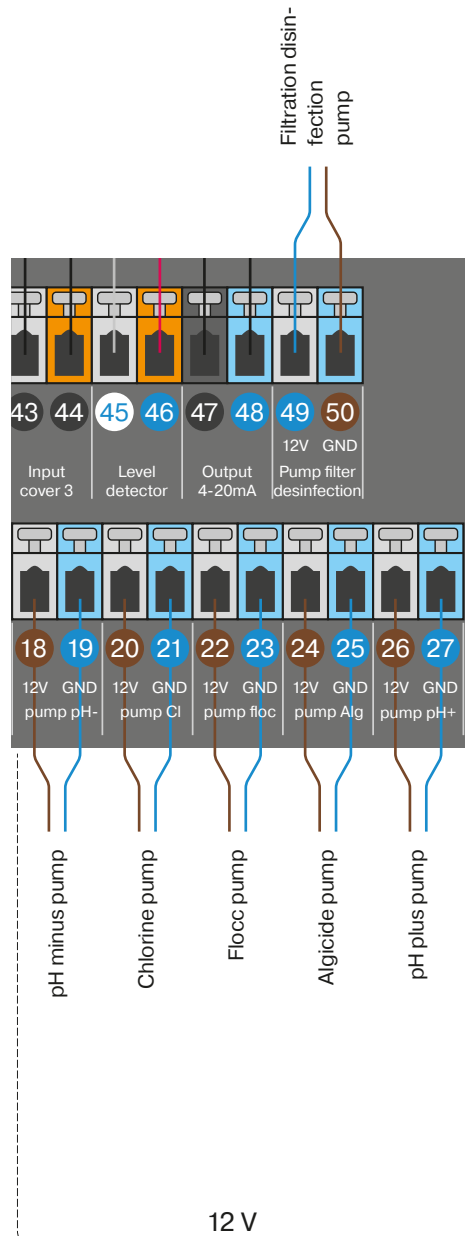 Filtration disin-
fection
pump
43 44 45 46 47 48 49 50
12V GND
Input
cover 3
Level
detector
Output
4-20mA
Pump filter
desinfection
18 19 20 21 22 23 24 25 26 27
12V GND 12V GND 12V GND 12V GND 12V GND
pump pH- pump Cl pump floc pump Alg pump pH+
pH minus pump
Chlorine pump
Flocc pump
Algicide pump
pH plus pump
12 V